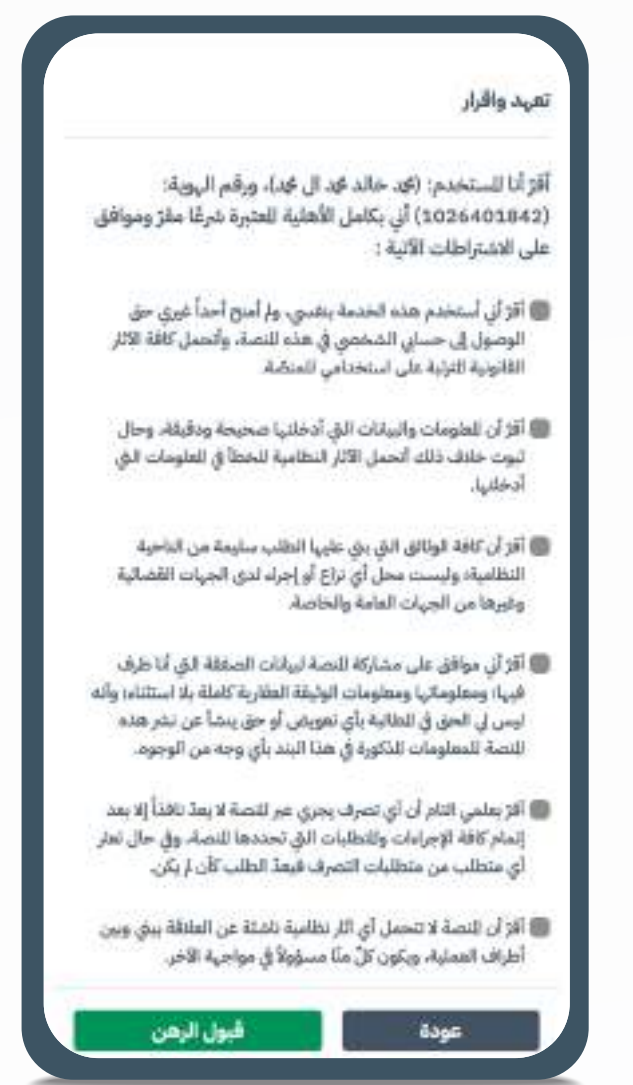 تعهد واقرار
أقرّ أنا المستخدم: (محمد خالد محمد ال محمد)، ورقم الهوية:
(1026401842) أني بكامل الأهلية المعتبرة شرعًا مقرّ وموافق
على الاشتراطات الآتية :
أقرّ أني أستخدم هذه الخدمة بنفسي، ولم أمنح أحداً غيري حق
الوصول إلى حسابي الشخصي في هذه المنصة، وأتحمل كافة الآثار
القانونية المترتبة على استخدامي للمنصّة.
أقرّ أن المعلومات والبيانات التي أدخلتها صحيحة ودقيقة، وحال
ثبوت خلاف ذلك أتحمل الآثار النظامية للخطأ في المعلومات التي
أدخلتها.
أقرّ أن كافة الوثائق التي بني عليها الطلب سليمة من الناحية
النظامية؛ وليست محل أي نزاع أو إجراء لدى الجهات القضائية
وغيرها من الجهات العامة والخاصة.
أقرّ أني موافق على مشاركة المنصة لبيانات الصفقة التي أنا طرف
فيها؛ ومعلوماتها ومعلومات الوثيقة العقارية كاملة بلا استثناء؛ وأنه
ليس لي الحق في المطالبة بأي تعويض أو حق ينشأ عن نشر هذه
المنصة للمعلومات المذكورة في هذا البند بأي وجه من الوجوه.
أقرّ بعلمي التام أن أي تصرف يجري عبر المنصة لا يعدّ نافذاً إلا بعد
إتمام كافة الإجراءات والمتطلبات التي تحددها المنصة، وفي حال تعثر
أي متطلب من متطلبات التصرف فيعدّ الطلب كأن لم يكن.
أقرّ أن المنصة لا تتحمل أي آثار نظامية ناشئة عن العلاقة بيني وبين
أطراف العملية، ويكون كلّ منّا مسؤولاً في مواجهة الآخر.
عودة
قبول الرهن